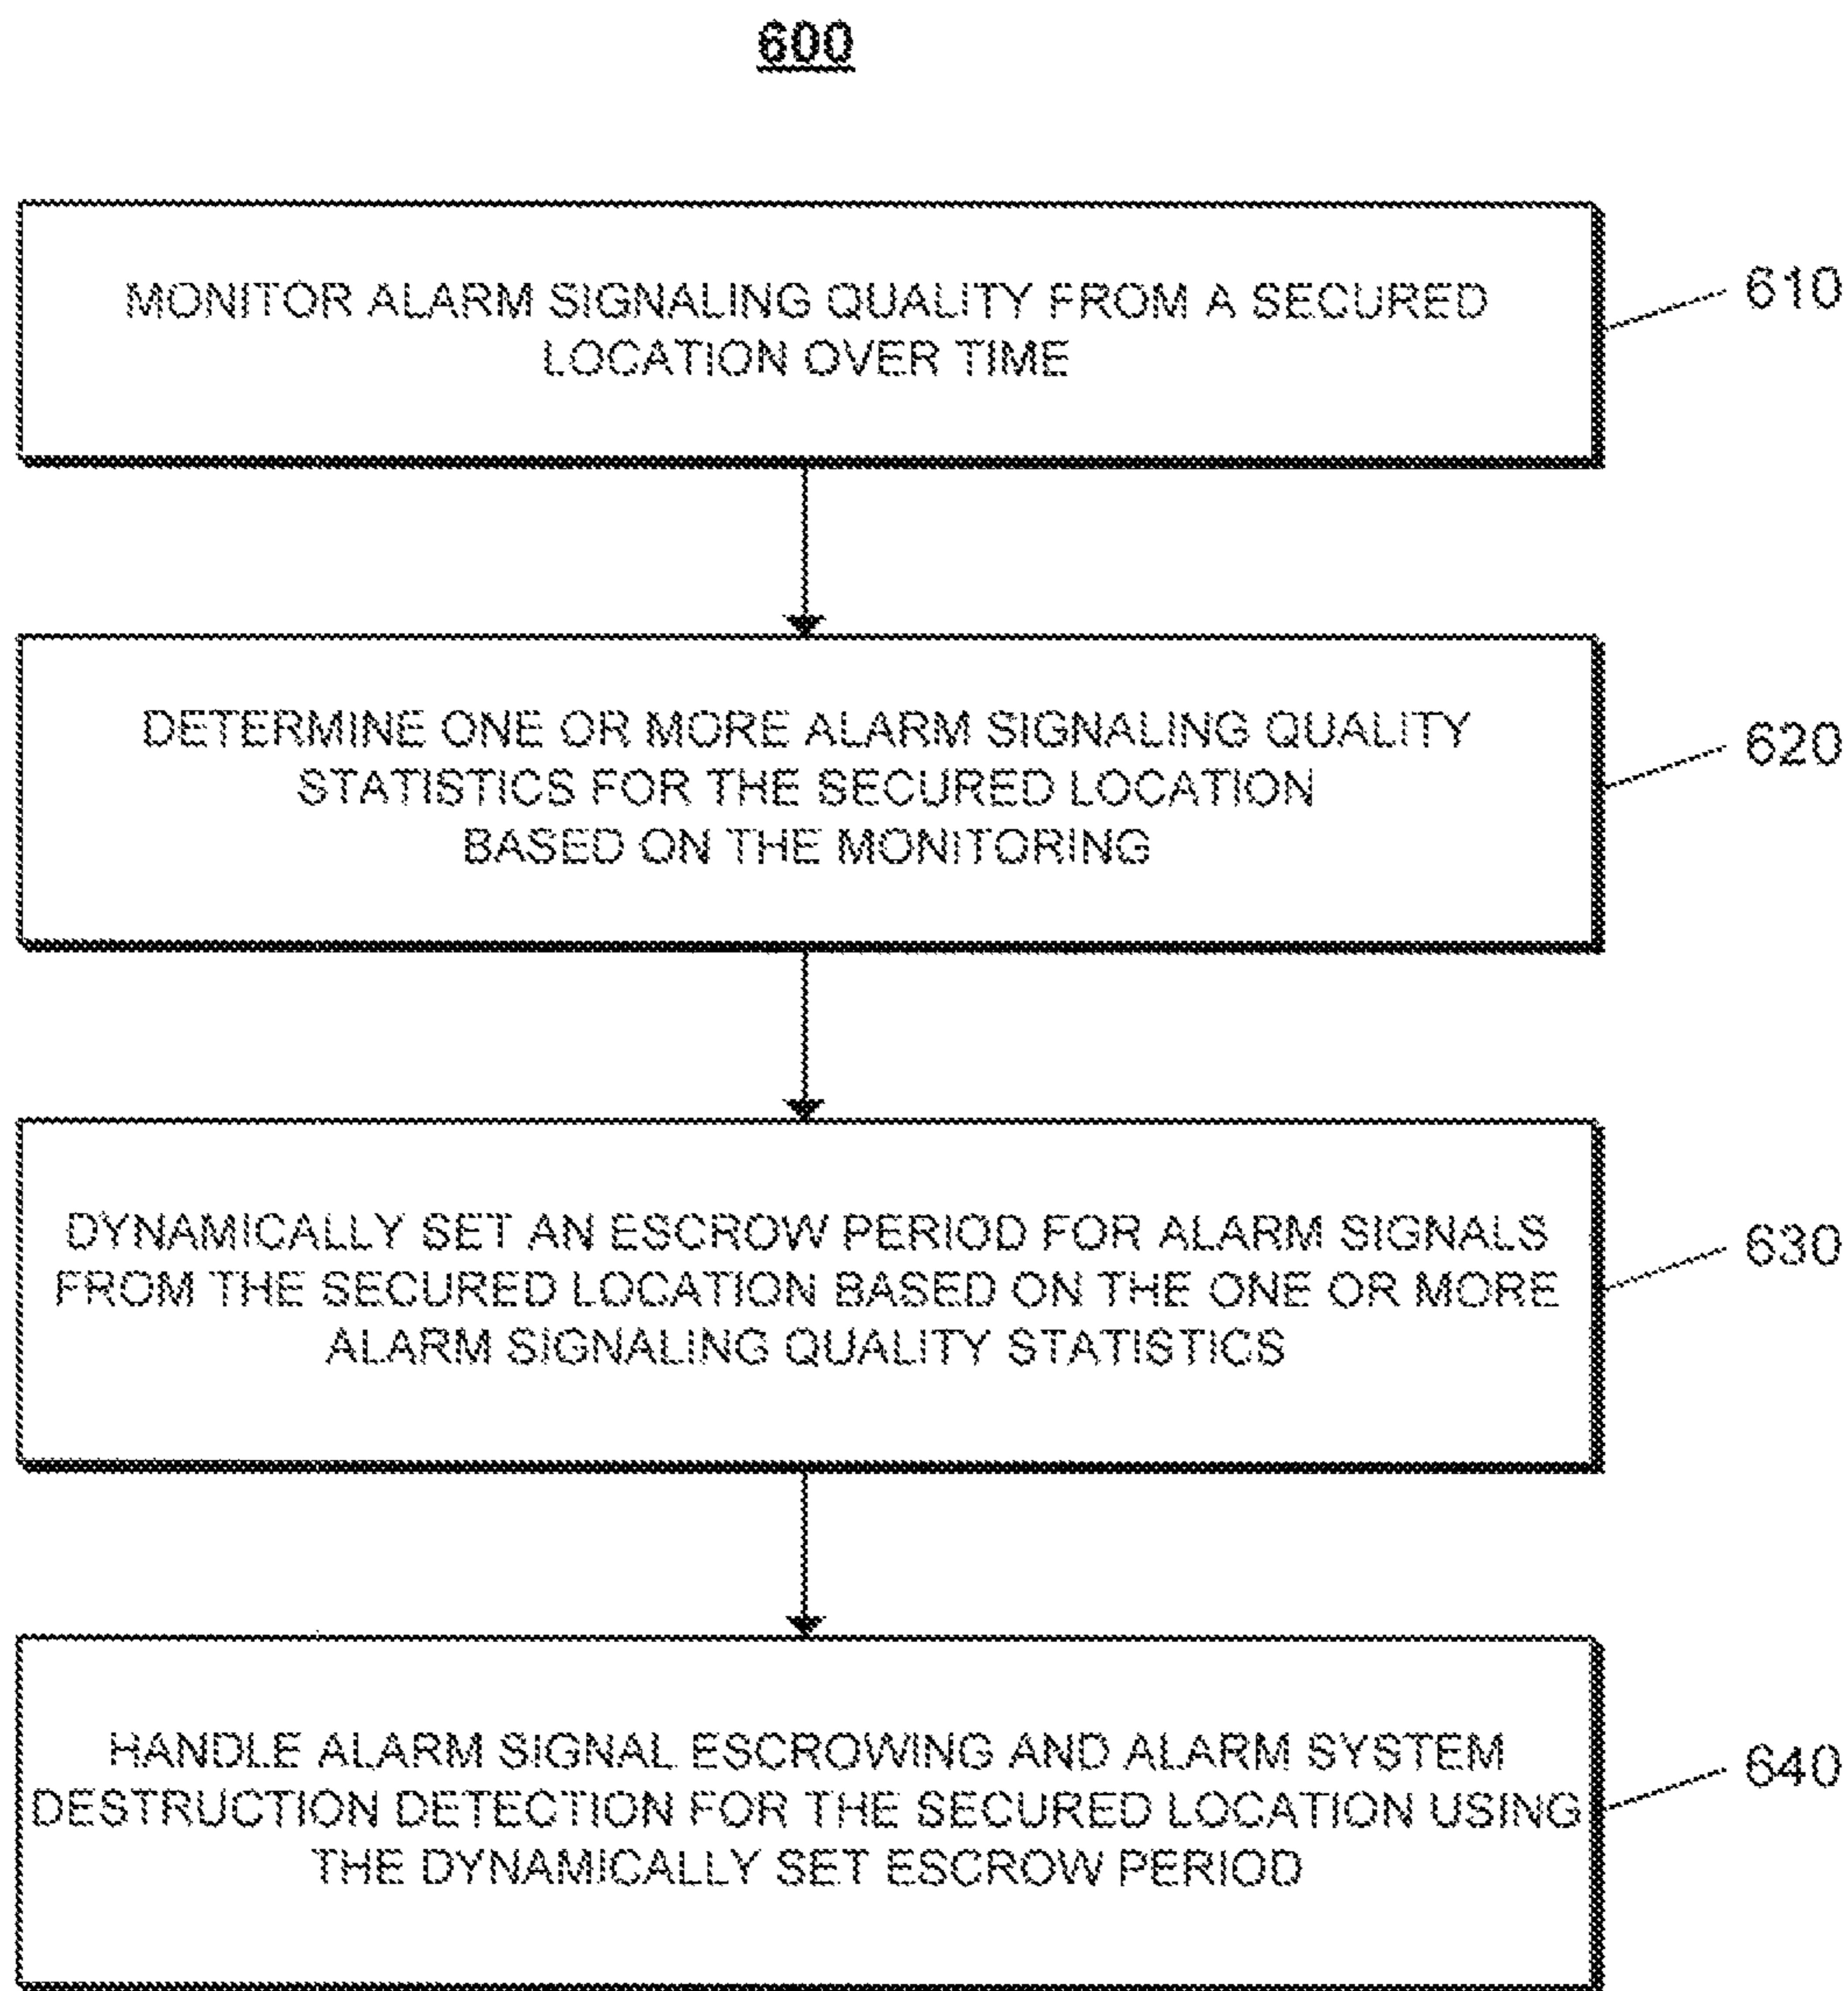 600
MONITOR ALARM SIGNALING QUALITY FROM A SECURED
LOCATION OVER TIME
610
DETERMINE ONE OR MORE ALARM SIGNALING QUALITY
STATISTICS FOR THE SECURED LOCATION
BASED ON THE MONITORING
620
DYNAMICALLY SET AN ESCROW PERIOD FOR ALARM SIGNALS
FROM THE SECURED LOCATION BASED ON THE ONE OR MORE
ALARM SIGNALING QUALITY STATISTICS
630
HANDLE ALARM SIGNAL ESCROWING AND ALARM SYSTEM
DESTRUCTION DETECTION FOR THE SECURED LOCATION USING
THE DYNAMICALLY SET ESCROW PERIOD
640